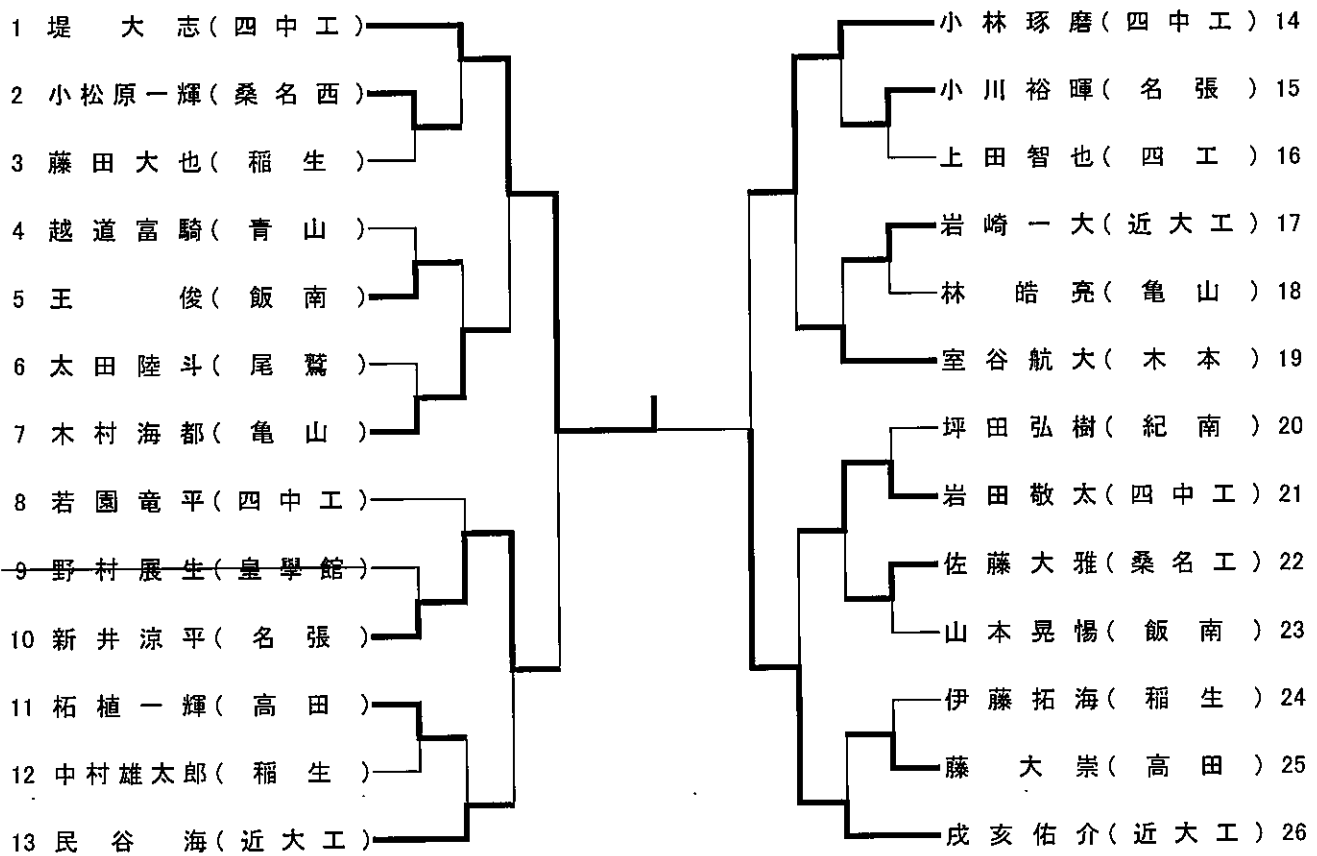 1 堤大志(四中工)
2 小松原一輝(桑名西)
3 藤田大也(稲生)
4 越道富騎(青山)
5 王俊(飯南)
6 太田陸斗(尾鷲)
7 木村海都(亀山)
8 若園竜平(四中工)
9 野村展生(皇學館)
10 新井涼平(名張)
11 柘植一輝(高田)
12 中村雄太郎(稲生)
13 民谷海(近大工)
小林琢磨(四中工) 14
小川裕暉(名張) 15
上田智也(四工) 16
岩崎一大(近大工) 17
林皓亮(亀山) 18
室谷航大(木本) 19
坪田弘樹(紀南) 20
岩田敬太(四中工) 21
佐藤大雅(桑名工) 22
山本晃愓(飯南) 23
伊藤拓海(稲生) 24
藤大崇(高田) 25
戌亥佑介(近大工) 26